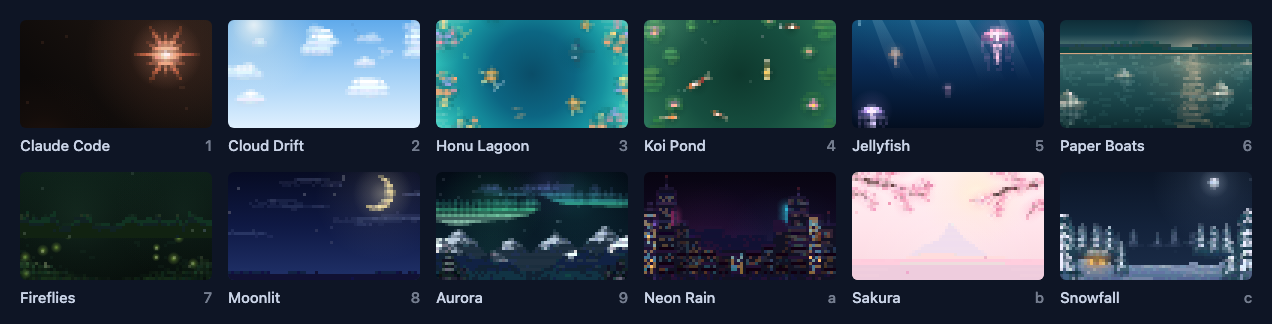 Claude Code 1 Cloud Drift 2 Honu Lagoon 3 Koi Pond 4 Jellyfish 5 Paper Boats 6
Fireflies 7 Moonlit 8 Aurora 9 Neon Rain a Sakura b Snowfall c